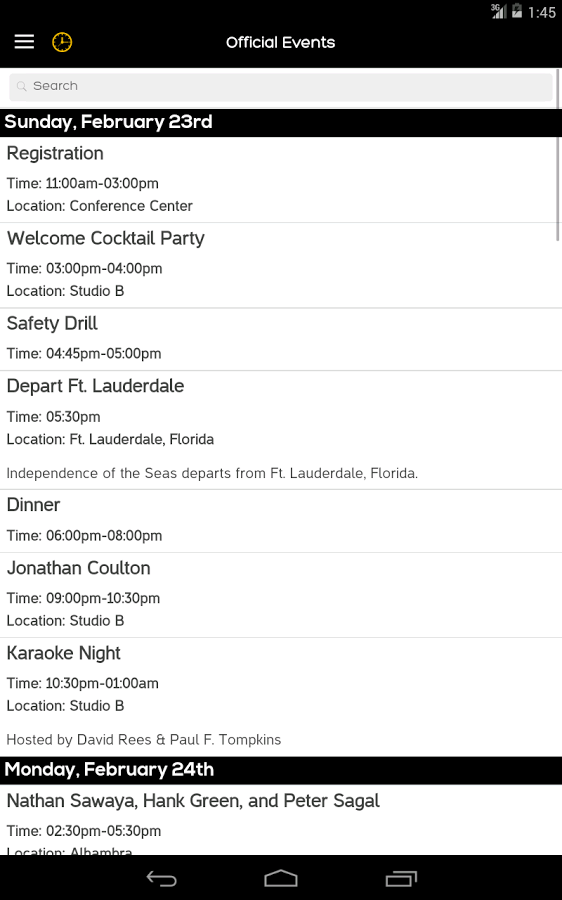 3G 1:45
Official Events
Search
Sunday, February 23rd
Registration
Time: 11:00am-03:00pm
Location: Conference Center
Welcome Cocktail Party
Time: 03:00pm-04:00pm
Location: Studio B
Safety Drill
Time: 04:45pm-05:00pm
Depart Ft. Lauderdale
Time: 05:30pm
Location: Ft. Lauderdale, Florida
Independence of the Seas departs from Ft. Lauderdale, Florida.
Dinner
Time: 06:00pm-08:00pm
Jonathan Coulton
Time: 09:00pm-10:30pm
Location: Studio B
Karaoke Night
Time: 10:30pm-01:00am
Location: Studio B
Hosted by David Rees & Paul F. Tompkins
Monday, February 24th
Nathan Sawaya, Hank Green, and Peter Sagal
Time: 02:30pm-05:30pm
Location: Alhambra